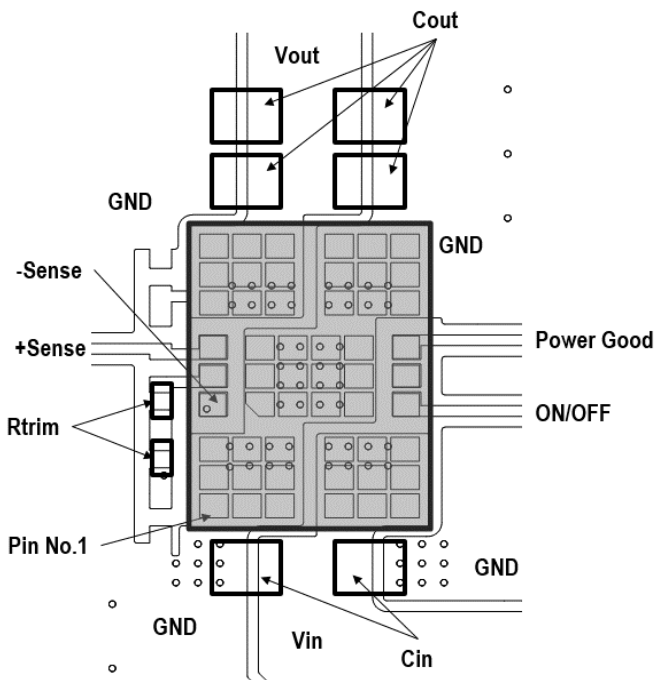 Cout
Vout
GND
GND
-Sense
+Sense
Power Good
Rtrim
ON/OFF
Pin No.1
GND
GND
Vin
Cin